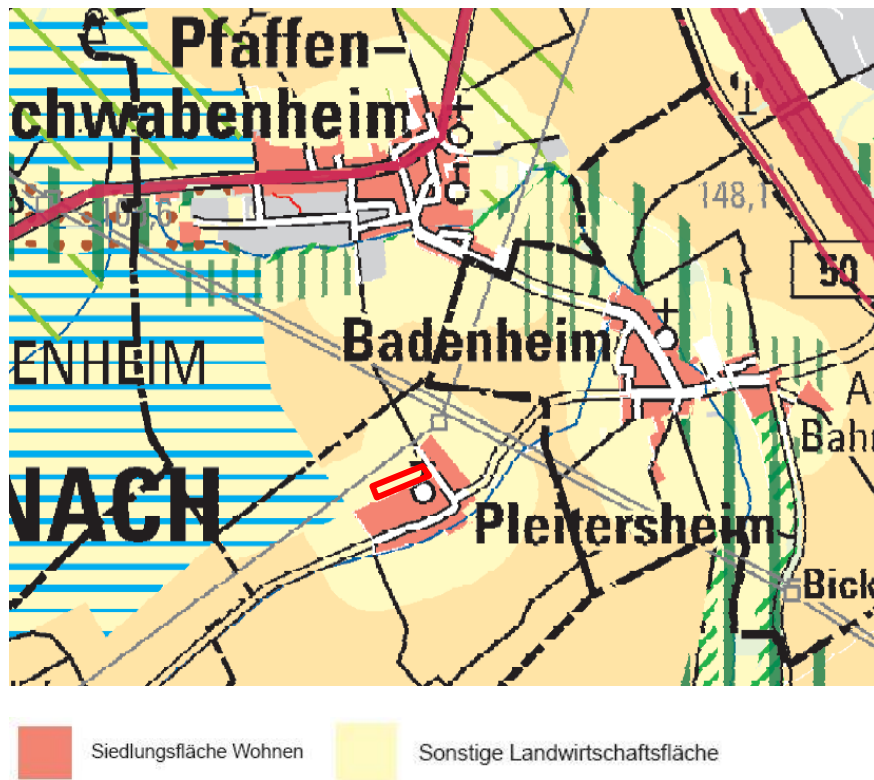 Pfaffen–
chwabenheim
148,1
50
Badenheim
ENHEIM
A
Bahn
NACH
Pleitersheim
Bick
Siedlungsfläche Wohnen
Sonstige Landwirtschaftsfläche